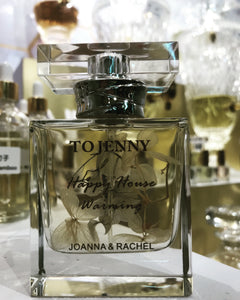 TO JENNY
Happy House
Warming
JOANNA & RACHEL